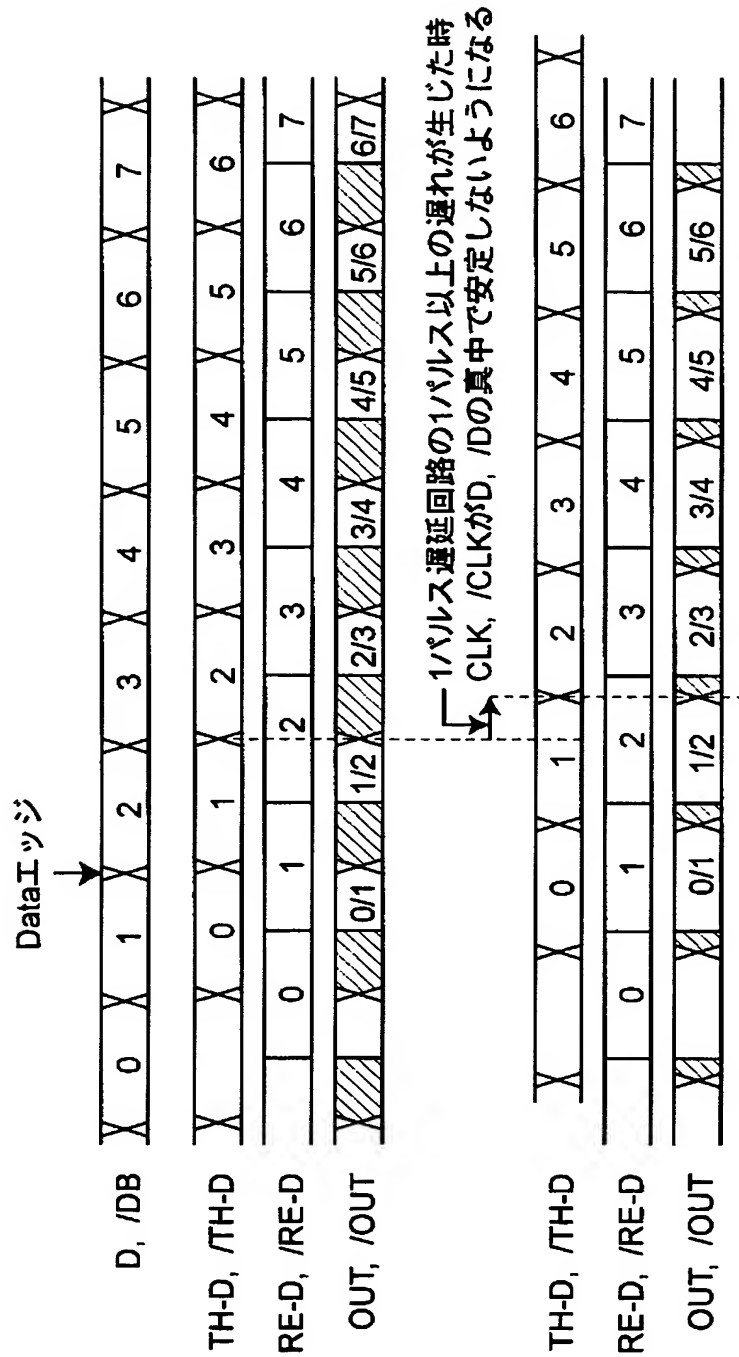 Dataエッジ
D, /DB 0 1 2 3 4 5 6 7
TH-D, /TH-D 0 1 2 3 4 5 6
RE-D, /RE-D 0 1 2 3 4 5 6 7
OUT, /OUT 0/1 1/2 2/3 3/4 4/5 5/6 6/7
1パルス遅延回路の1パルス以上の遅れが生じた時
CLK, /CLKがD, /Dの真中で安定しないようになる
TH-D, /TH-D 0 1 2 3 4 5 6
RE-D, /RE-D 0 1 2 3 4 5 6 7
OUT, /OUT 0/1 1/2 2/3 3/4 4/5 5/6